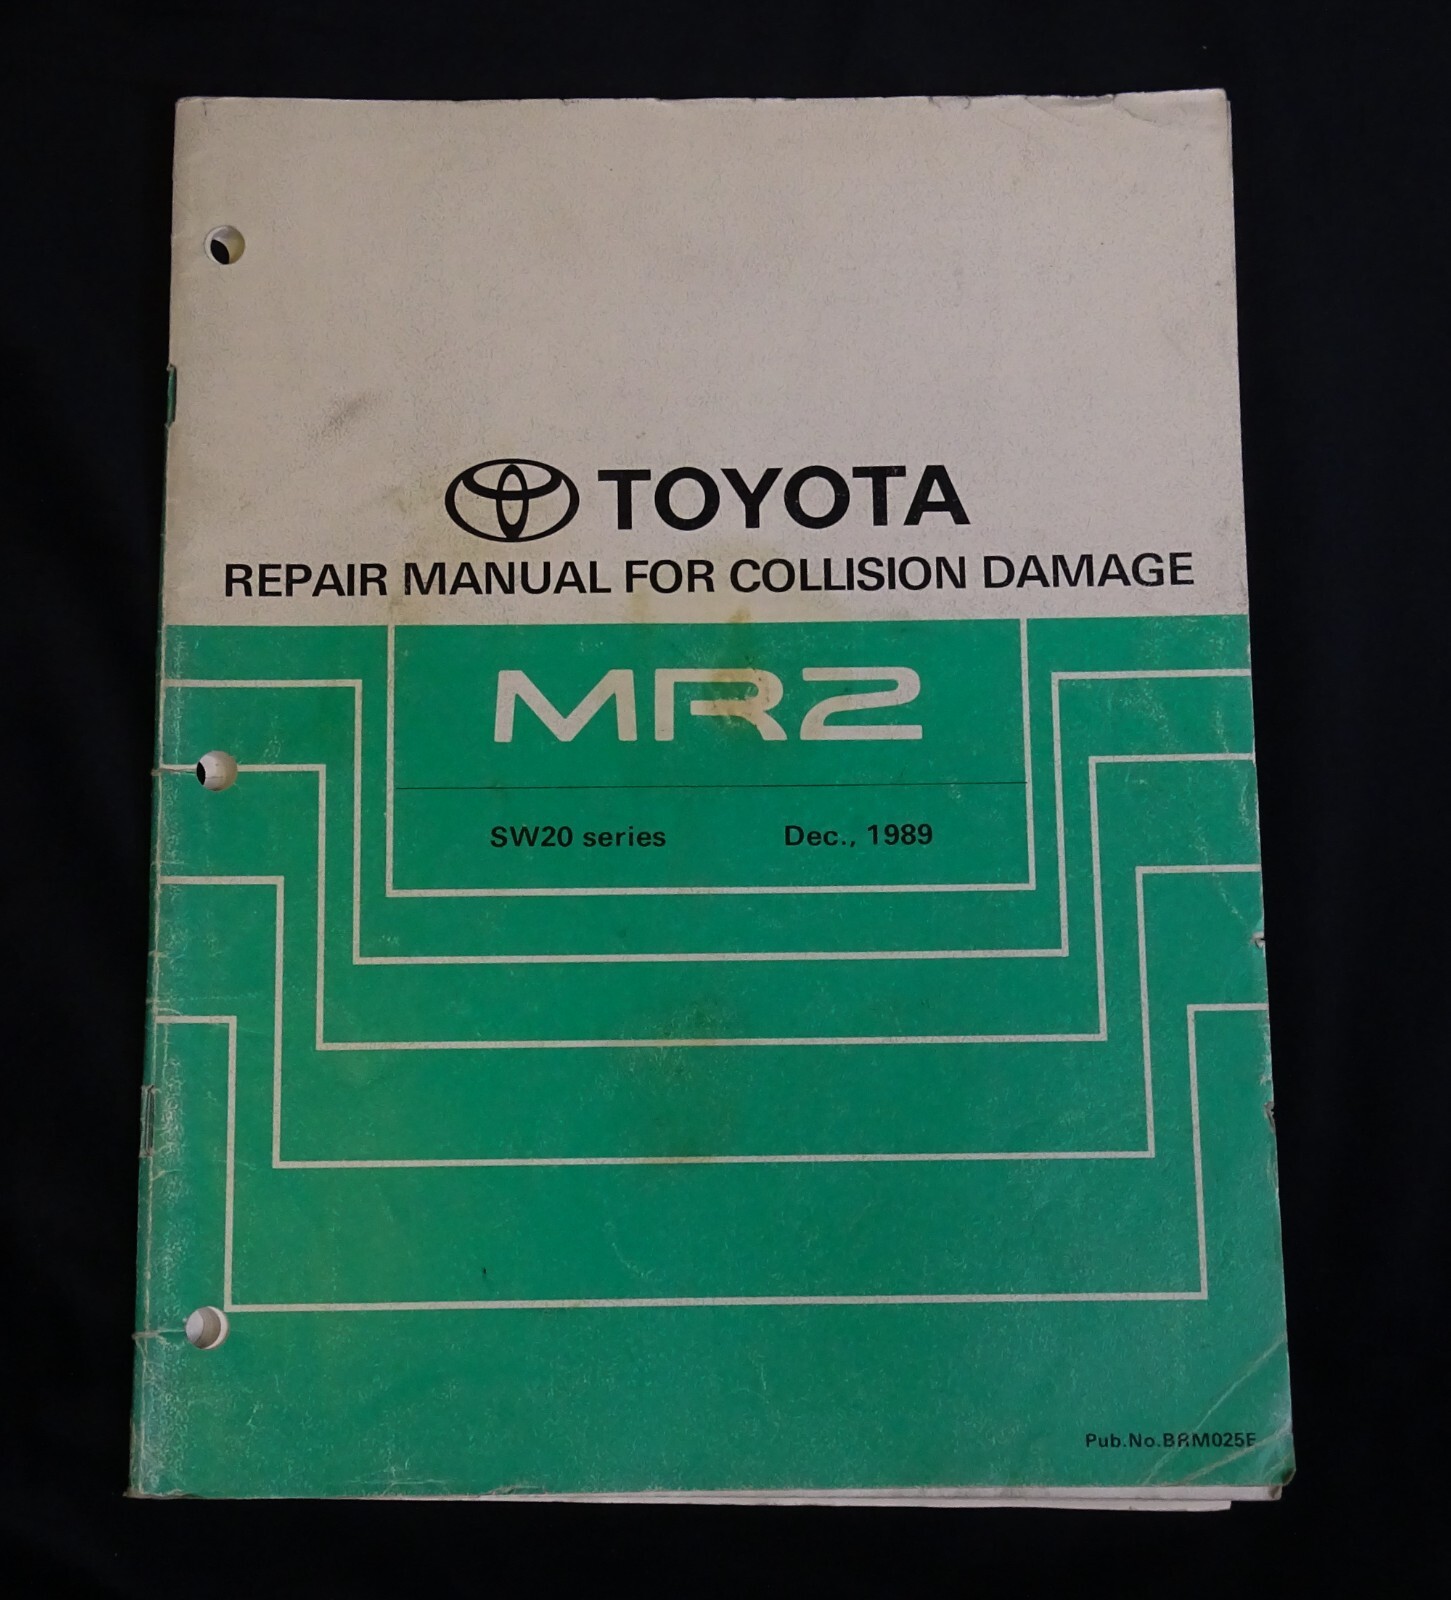 TOYOTA
REPAIR MANUAL FOR COLLISION DAMAGE
MR2
SW20 series Dec., 1989
Pub.No.BRM025E